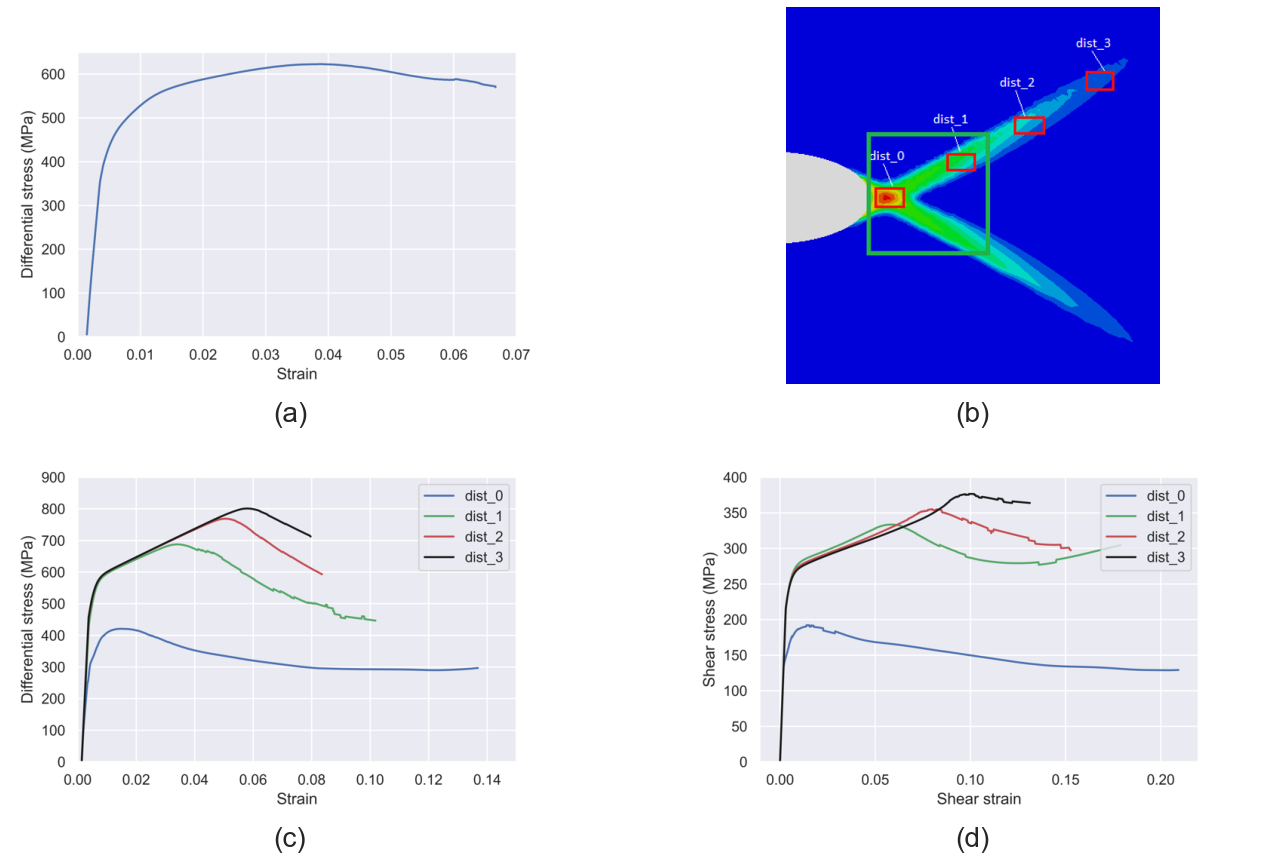 600
500
400
300
200
100
0
0.00 0.01 0.02 0.03 0.04 0.05 0.06 0.07
Differential stress (MPa)
Strain
(a)
dist_3
dist_2
dist_1
dist_0
(b)
900
800
700
600
500
400
300
200
100
0
0.00 0.02 0.04 0.06 0.08 0.10 0.12 0.14
Differential stress (MPa)
Strain
dist_0
dist_1
dist_2
dist_3
(c)
400
350
300
250
200
150
100
50
0
0.00 0.05 0.10 0.15 0.20
Shear stress (MPa)
Shear strain
dist_0
dist_1
dist_2
dist_3
(d)